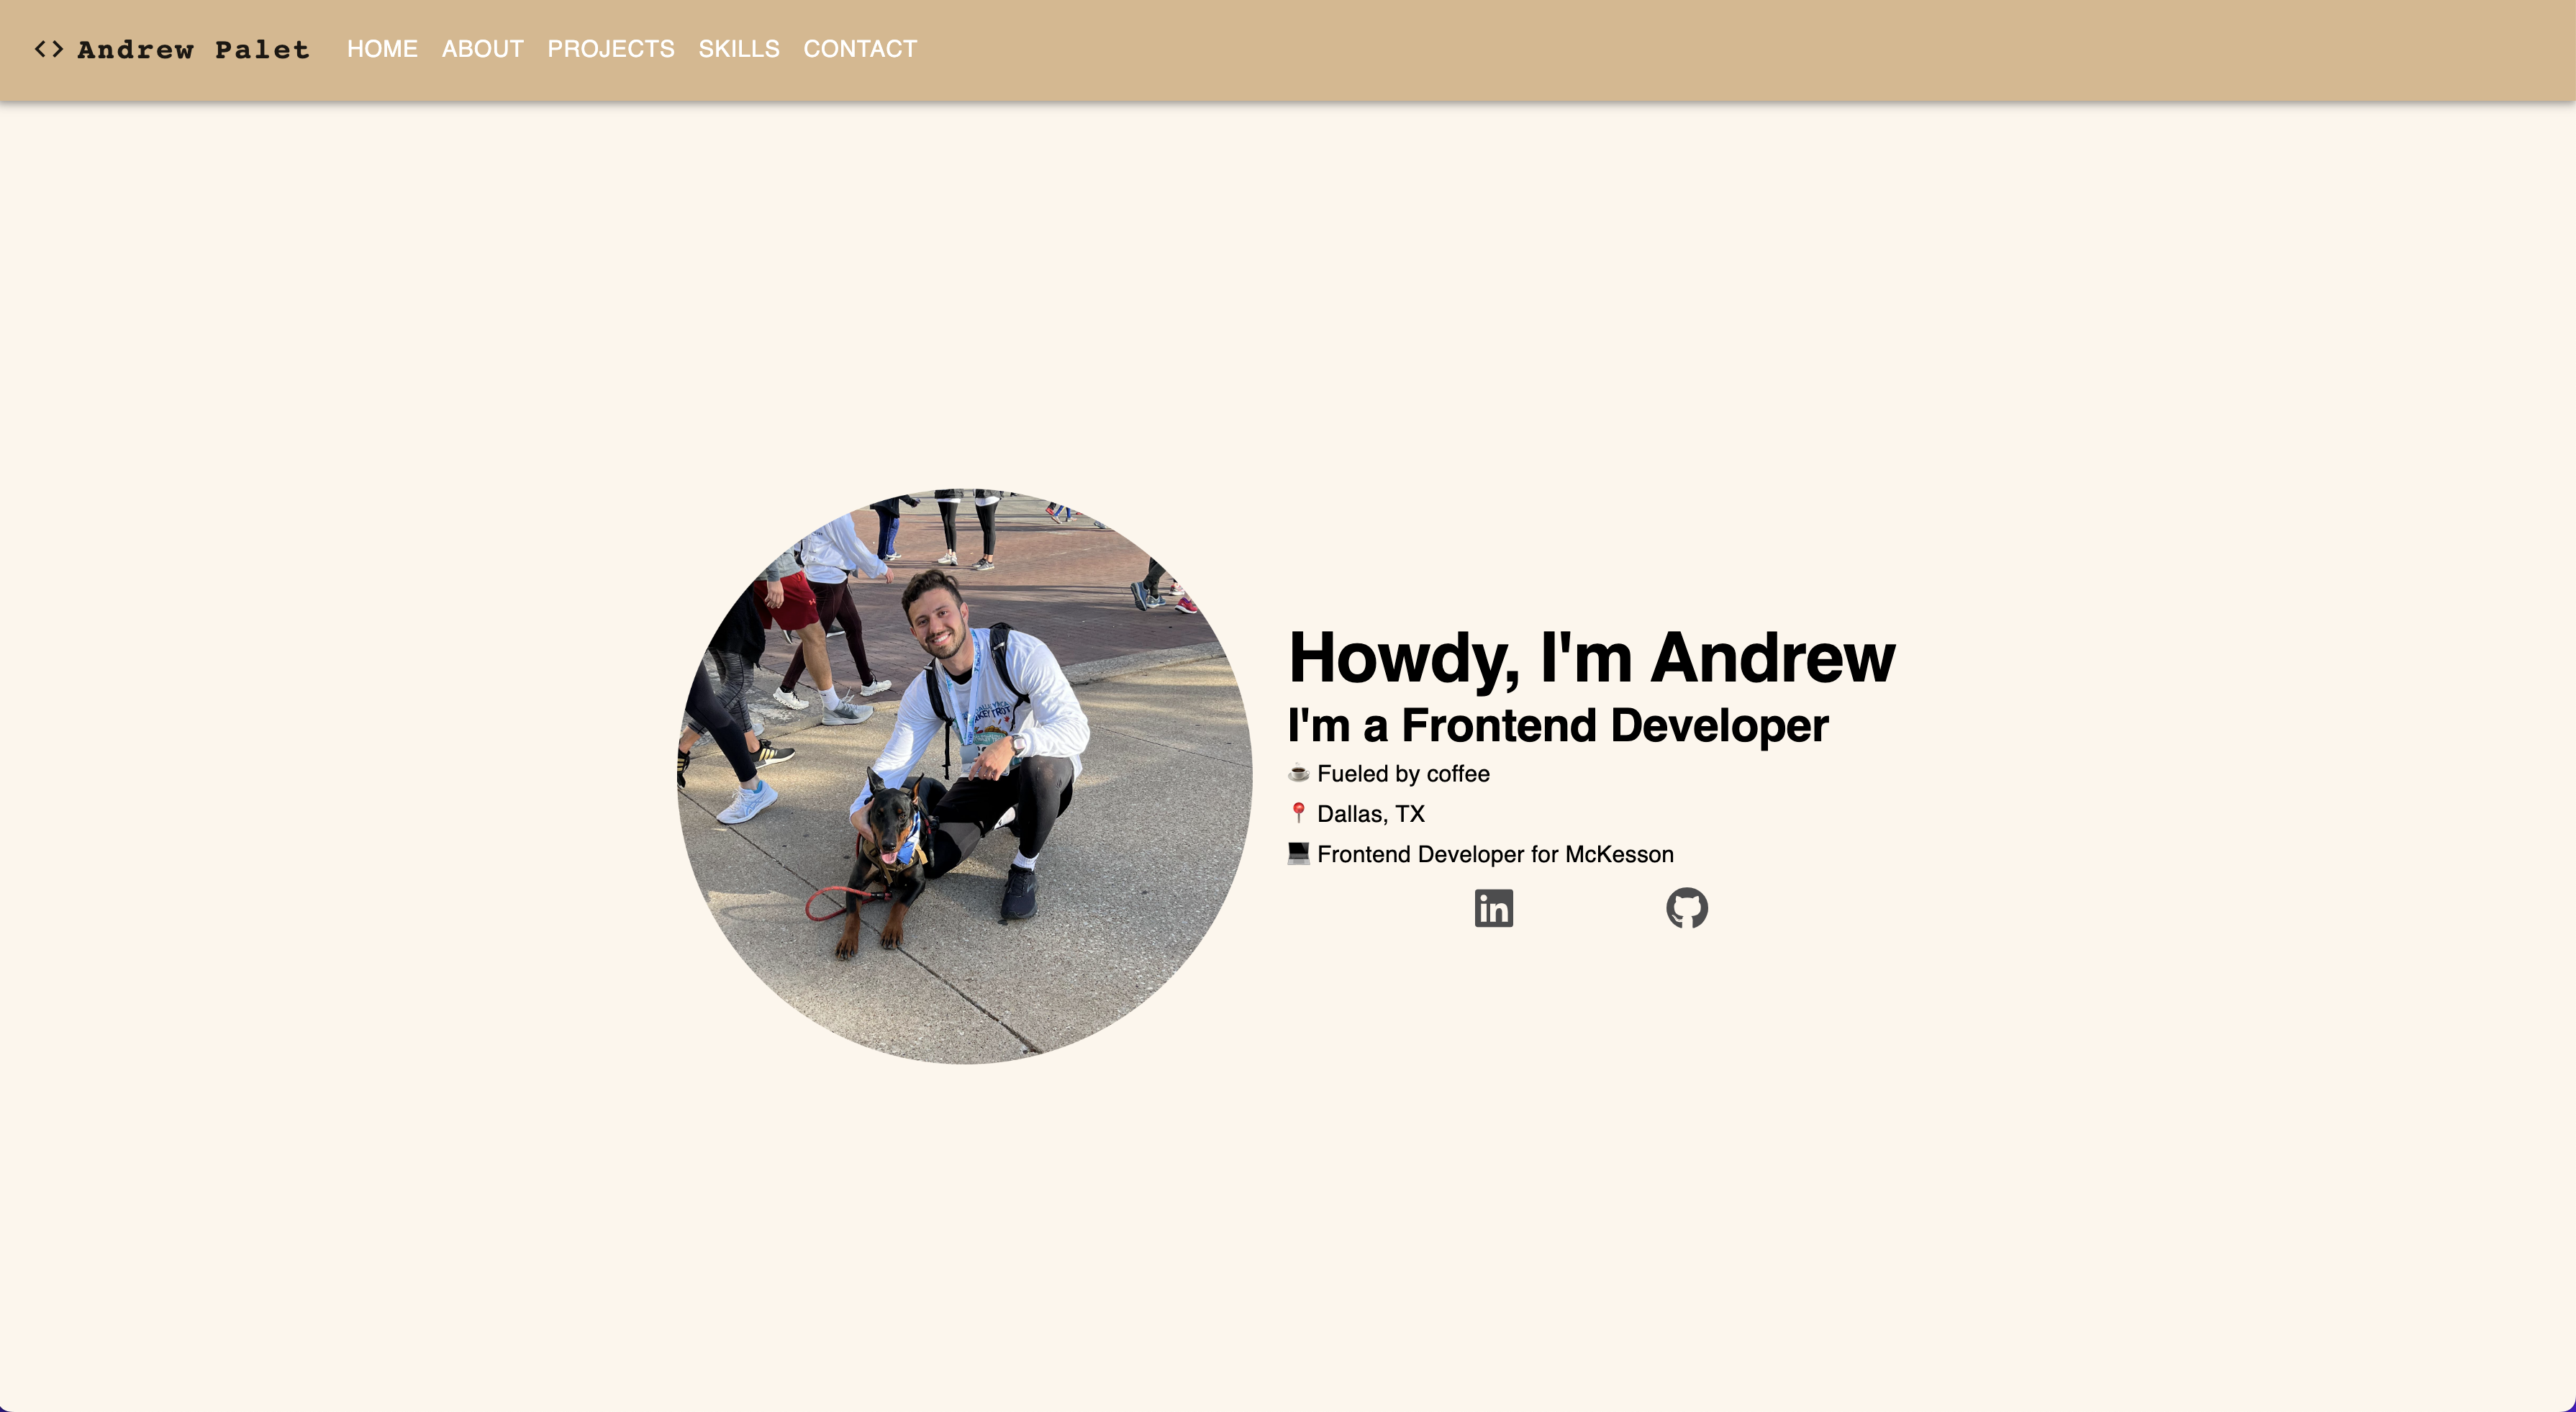 <> Andrew Palet HOME ABOUT PROJECTS SKILLS CONTACT
Howdy, I'm Andrew
I'm a Frontend Developer
Fueled by coffee
Dallas, TX
Frontend Developer for McKesson
in